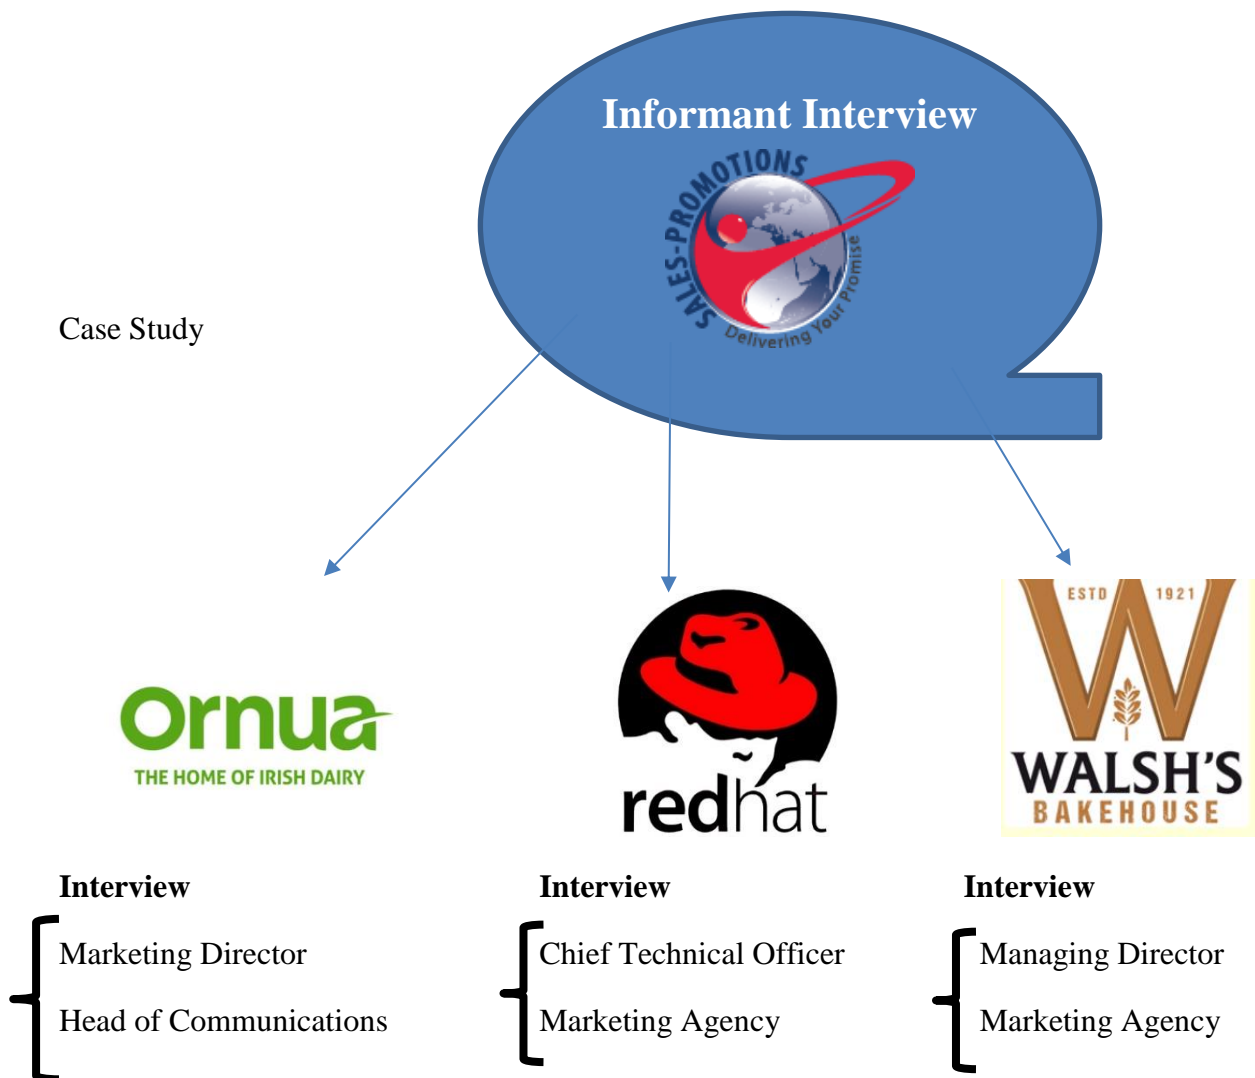 Informant Interview
SALES-PROMOTIONS
Delivering Your Promise
Case Study
Ornua
THE HOME OF IRISH DAIRY
redhat
ESTD 1921
W
WALSH'S
BAKEHOUSE
Interview Interview Interview
Marketing Director Chief Technical Officer Managing Director
Head of Communications Marketing Agency Marketing Agency